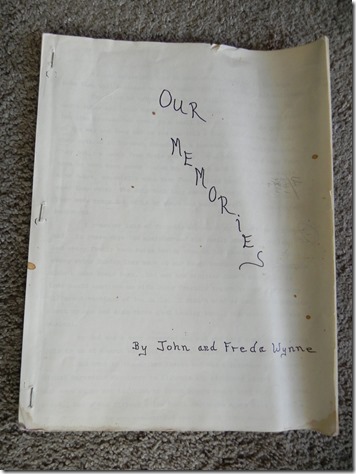 OUR
MEMORiES
By John and Freda Wynne